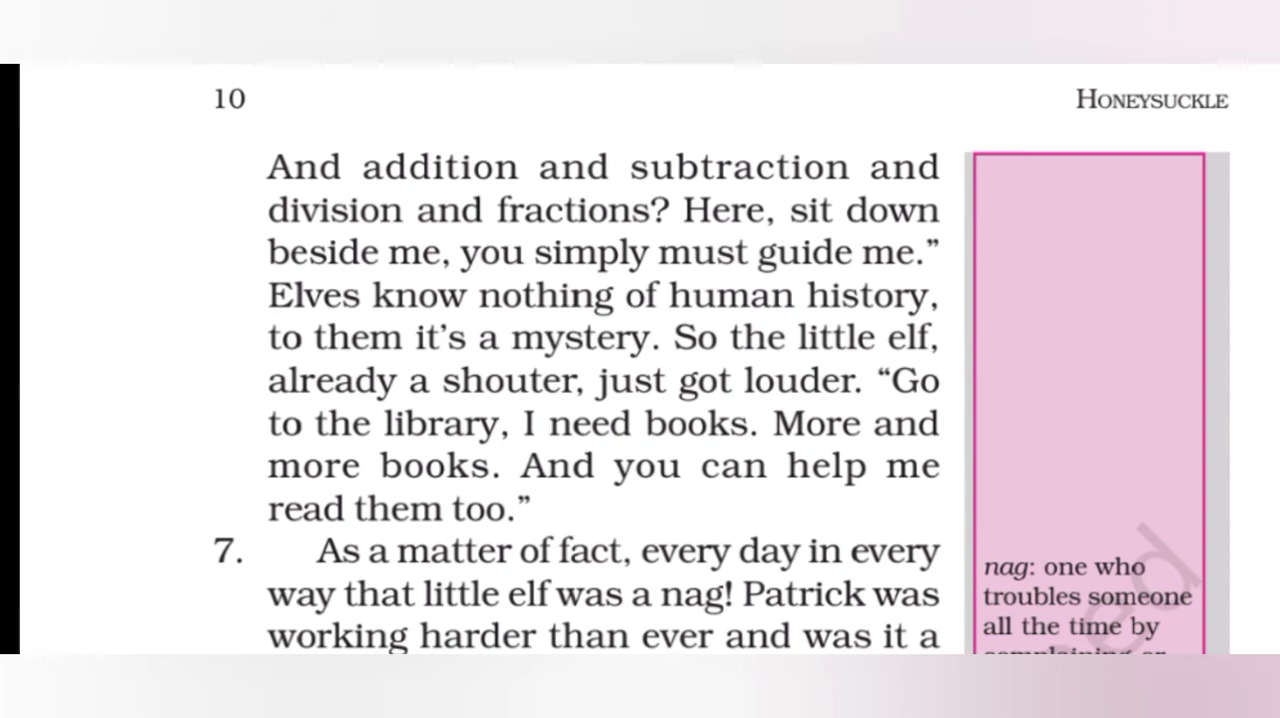 10
HONEYSUCKLE
And addition and subtraction and
division and fractions? Here, sit down
beside me, you simply must guide me.”
Elves know nothing of human history,
to them it’s a mystery. So the little elf,
already a shouter, just got louder. “Go
to the library, I need books. More and
more books. And you can help me
read them too.”
7. As a matter of fact, every day in every
way that little elf was a nag! Patrick was
working harder than ever and was it a
nag: one who
troubles someone
all the time by